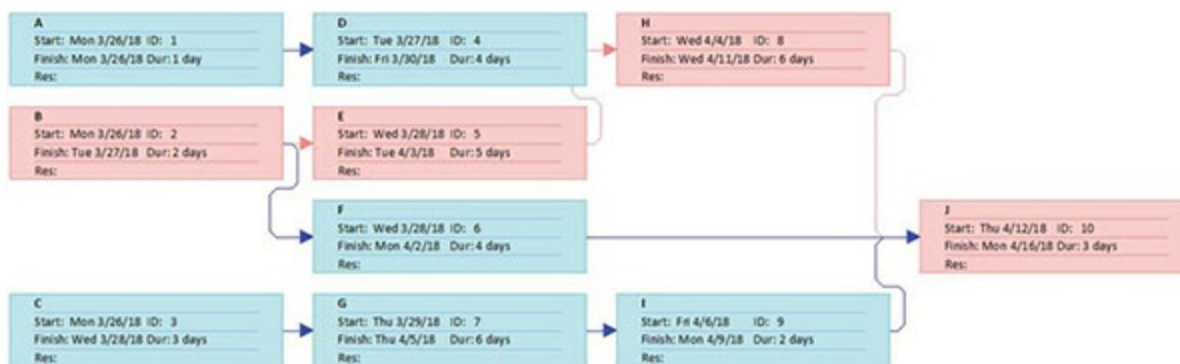 A
Start: Mon 3/26/18 ID: 1
Finish: Mon 3/26/18 Dur: 1 day
Res:
D
Start: Tue 3/27/18 ID: 4
Finish: Fri 3/30/18 Dur: 4 days
Res:
H
Start: Wed 4/4/18 ID: 8
Finish: Wed 4/11/18 Dur: 6 days
Res:
B
Start: Mon 3/26/18 ID: 2
Finish: Tue 3/27/18 Dur: 2 days
Res:
E
Start: Wed 3/28/18 ID: 5
Finish: Tue 4/3/18 Dur: 5 days
Res:
F
Start: Wed 3/28/18 ID: 6
Finish: Mon 4/2/18 Dur: 4 days
Res:
J
Start: Thu 4/12/18 ID: 10
Finish: Mon 4/16/18 Dur: 3 days
Res:
C
Start: Mon 3/26/18 ID: 3
Finish: Wed 3/28/18 Dur: 3 days
Res:
G
Start: Thu 3/29/18 ID: 7
Finish: Thu 4/5/18 Dur: 6 days
Res:
I
Start: Fri 4/6/18 ID: 9
Finish: Mon 4/9/18 Dur: 2 days
Res: